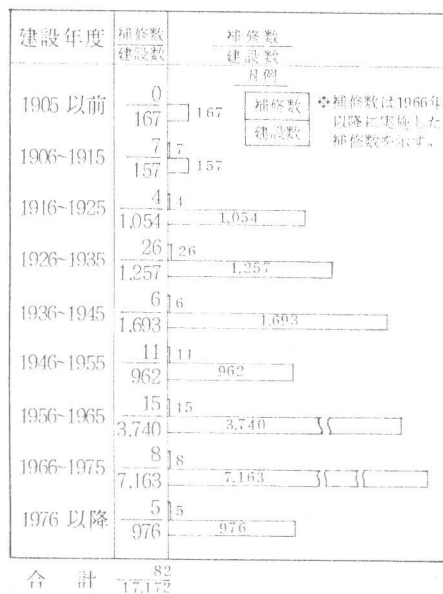 建設年度 補修数/建設数 補修数/建設数
凡例
補修数
建設数
❖補修数は1966年
以降に実施した
補修数を示す。
1905 以前 0/167 167
1906~1915 7/157 7 157
1916~1925 4/1,054 4 1,054
1926~1935 26/1,257 26 1,257
1936~1945 6/1,693 6 1,693
1946~1955 11/962 11 962
1956~1965 15/3,740 15 3,740
1966~1975 8/7,163 8 7,163
1976 以降 5/976 5 976
合計 82/17,172